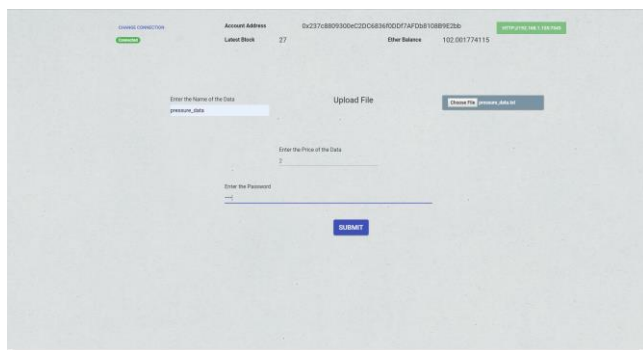 CHANGE CONNECTION
Account Address 0x237c8809300eC2DC6836f0DDf7AFDb8108B9E2bb
Connected
Latest Block 27 Ether Balance 102.001774115
Enter the Name of the Data
pressure_data
Upload File
Choose File pressure_data.txt
Enter the Price of the Data
2
Enter the Password
SUBMIT